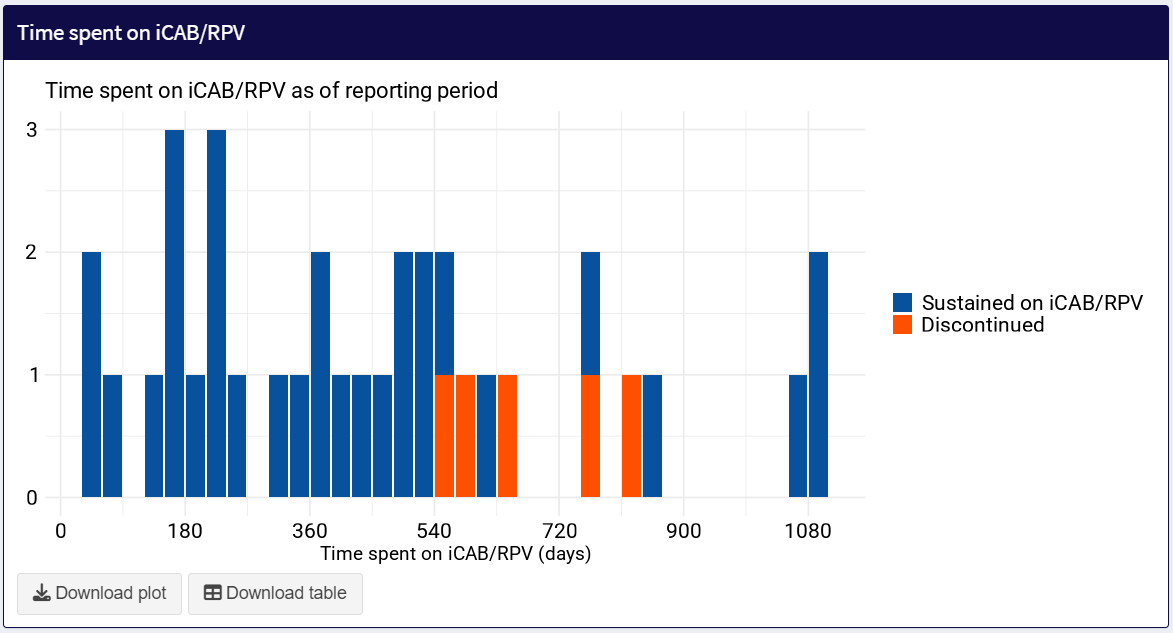 Time spent on iCAB/RPV
Time spent on iCAB/RPV as of reporting period
3
2
1
0
0 180 360 540 720 900 1080
Time spent on iCAB/RPV (days)
Sustained on iCAB/RPV
Discontinued
Download plot Download table